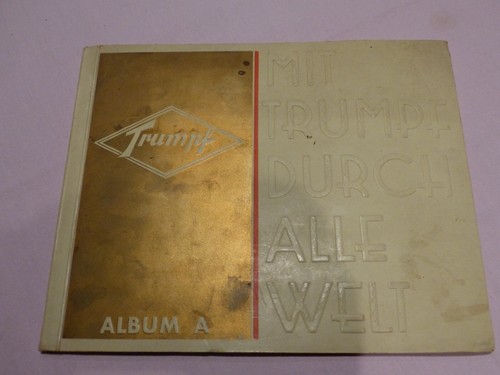 Trumpf
ALBUM A
MIT
TRUMPF
DURCH
ALLE
WELT